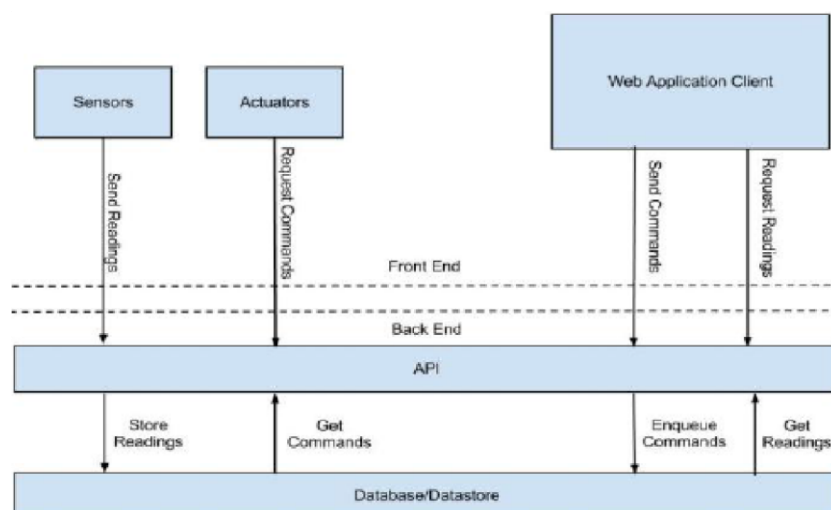 Sensors
Actuators
Web Application Client
Send Readings
Request Commands
Send Commands
Request Readings
Front End
Back End
API
Store
Readings
Get
Commands
Enqueue
Commands
Get
Readings
Database/Datastore